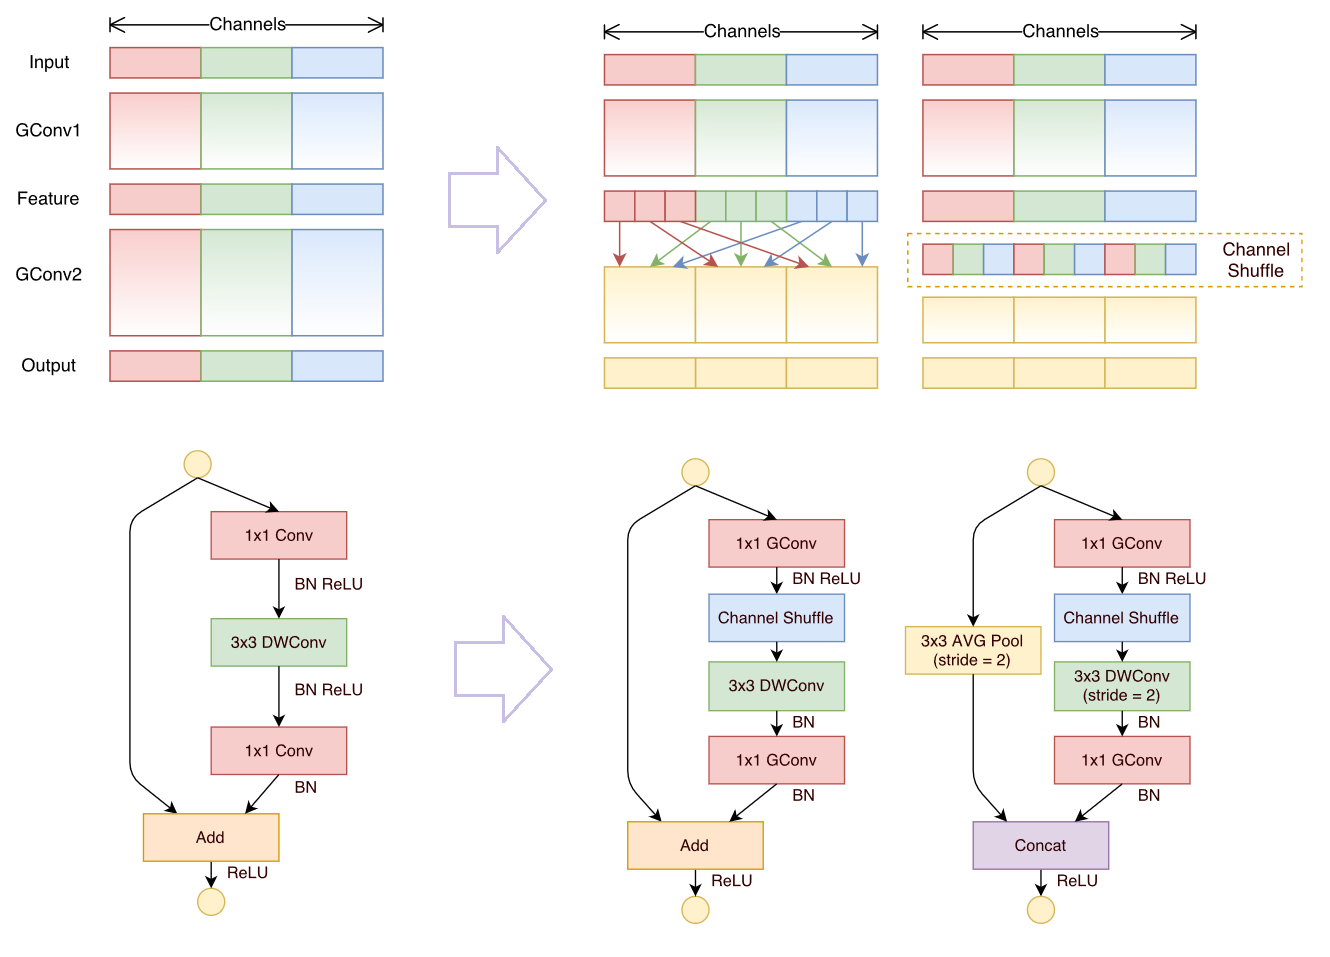 Channels
Input
GConv1
Feature
GConv2
Output
Channels
Channels
Channel
Shuffle
1x1 Conv
BN ReLU
3x3 DWConv
BN ReLU
1x1 Conv
BN
Add
ReLU
1x1 GConv
BN ReLU
Channel Shuffle
3x3 DWConv
BN
1x1 GConv
BN
Add
ReLU
3x3 AVG Pool
(stride = 2)
1x1 GConv
BN ReLU
Channel Shuffle
3x3 DWConv
(stride = 2)
BN
1x1 GConv
BN
Concat
ReLU